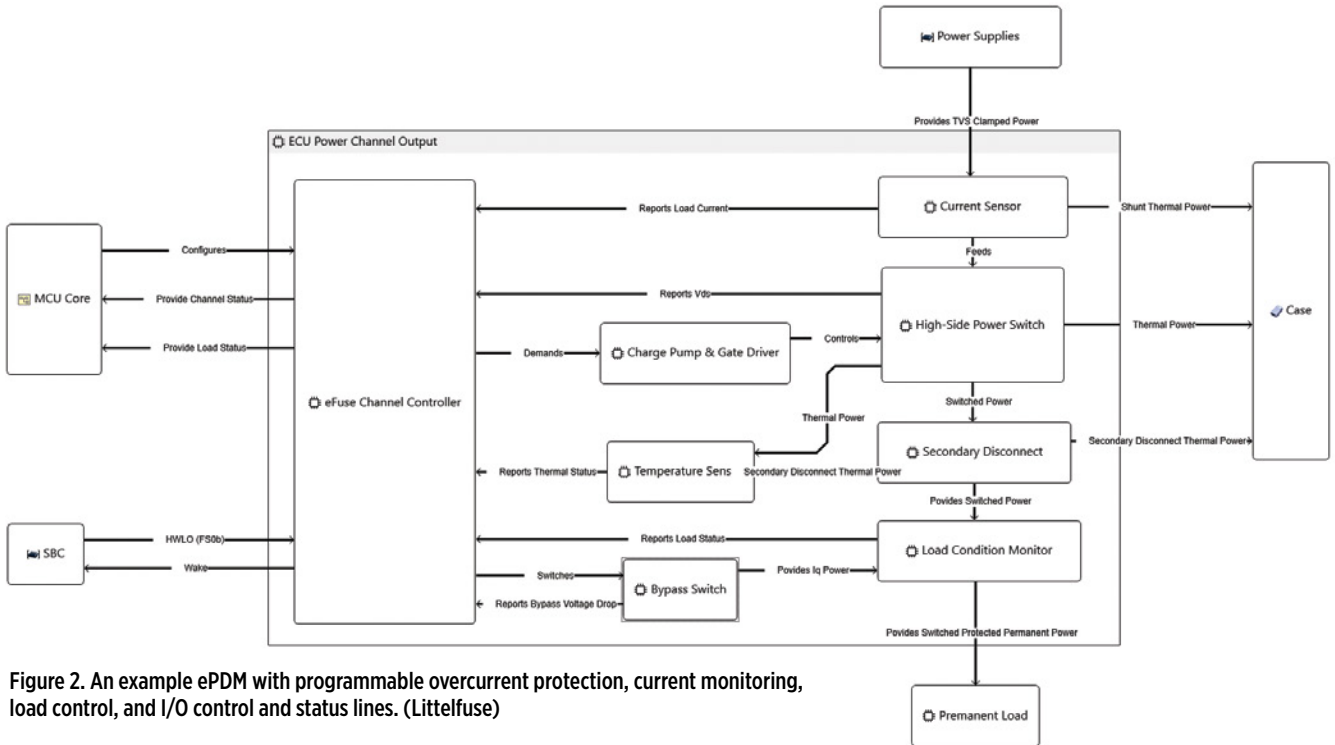 Power Supplies
Provides TVS Clamped Power
ECU Power Channel Output
Current Sensor
Reports Load Current
Shunt Thermal Power
Feeds
MCU Core
Configures
Provide Channel Status
Provide Load Status
eFuse Channel Controller
Reports Vds
High-Side Power Switch
Thermal Power
Case
Demands
Charge Pump & Gate Driver
Controls
Switched Power
Thermal Power
Secondary Disconnect
Secondary Disconnect Thermal Power
Reports Thermal Status
Temperature Sens
Secondary Disconnect Thermal Power
Povides Switched Power
SBC
HWLO (FS0b)
Wake
Reports Load Status
Load Condition Monitor
Switches
Bypass Switch
Povides Iq Power
Reports Bypass Voltage Drop
Povides Switched Protected Permanent Power
Premanent Load
Figure 2. An example ePDM with programmable overcurrent protection, current monitoring,
load control, and I/O control and status lines. (Littelfuse)